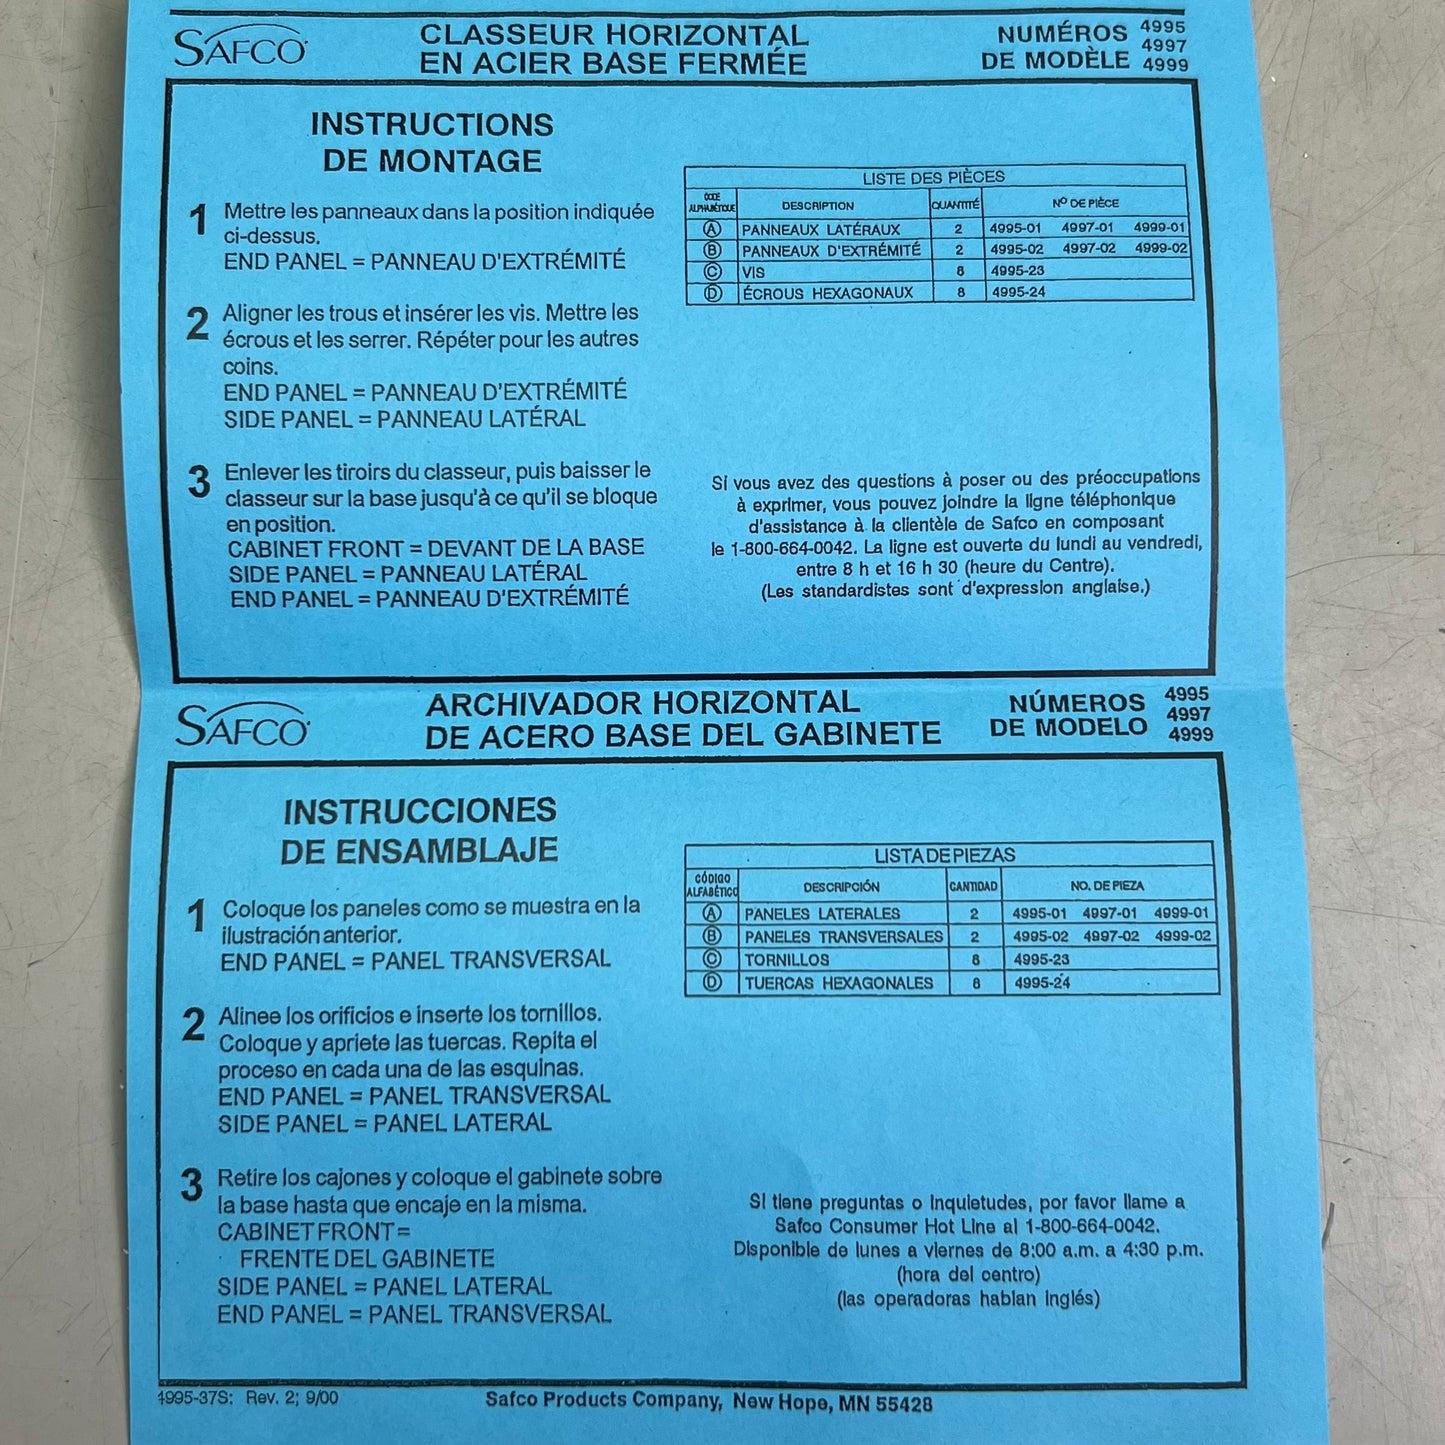 SAFCO
CLASSEUR HORIZONTAL
EN ACIER BASE FERMÉE
NUMÉROS
DE MODÈLE
4995
4997
4999
INSTRUCTIONS
DE MONTAGE
1 Mettre les panneaux dans la position indiquée
ci-dessus.
END PANEL = PANNEAU D'EXTRÉMITÉ
2 Aligner les trous et insérer les vis. Mettre les
écrous et les serrer. Répéter pour les autres
coins.
END PANEL = PANNEAU D'EXTRÉMITÉ
SIDE PANEL = PANNEAU LATÉRAL
3 Enlever les tiroirs du classeur, puis baisser le
classeur sur la base jusqu'à ce qu'il se bloque
en position.
CABINET FRONT = DEVANT DE LA BASE
SIDE PANEL = PANNEAU LATÉRAL
END PANEL = PANNEAU D'EXTRÉMITÉ
LISTE DES PIÈCES
CODE ALPHABÉTIQUE DESCRIPTION QUANTITÉ Nº DE PIÈCE
A PANNEAUX LATÉRAUX 2 4995-01 4997-01 4999-01
B PANNEAUX D'EXTRÉMITÉ 2 4995-02 4997-02 4999-02
C VIS 8 4995-23
D ÉCROUS HEXAGONAUX 8 4995-24
Si vous avez des questions à poser ou des préoccupations
à exprimer, vous pouvez joindre la ligne téléphonique
d'assistance à la clientèle de Safco en composant
le 1-800-664-0042. La ligne est ouverte du lundi au vendredi,
entre 8 h et 16 h 30 (heure du Centre).
(Les standardistes sont d'expression anglaise.)
SAFCO
ARCHIVADOR HORIZONTAL
DE ACERO BASE DEL GABINETE
NÚMEROS
DE MODELO
4995
4997
4999
INSTRUCCIONES
DE ENSAMBLAJE
1 Coloque los paneles como se muestra en la
ilustración anterior.
END PANEL = PANEL TRANSVERSAL
2 Alinee los orificios e inserte los tornillos.
Coloque y apriete las tuercas. Repita el
proceso en cada una de las esquinas.
END PANEL = PANEL TRANSVERSAL
SIDE PANEL = PANEL LATERAL
3 Retire los cajones y coloque el gabinete sobre
la base hasta que encaje en la misma.
CABINET FRONT =
FRENTE DEL GABINETE
SIDE PANEL = PANEL LATERAL
END PANEL = PANEL TRANSVERSAL
LISTA DE PIEZAS
CÓDIGO ALFABÉTICO DESCRIPCIÓN CANTIDAD NO. DE PIEZA
A PANELES LATERALES 2 4995-01 4997-01 4999-01
B PANELES TRANSVERSALES 2 4995-02 4997-02 4999-02
C TORNILLOS 8 4995-23
D TUERCAS HEXAGONALES 8 4995-24
Si tiene preguntas o inquietudes, por favor llame a
Safco Consumer Hot Line al 1-800-664-0042.
Disponible de lunes a viernes de 8:00 a.m. a 4:30 p.m.
(hora del centro)
(las operadoras hablan inglés)
4995-37S: Rev. 2; 9/00
Safco Products Company, New Hope, MN 55428